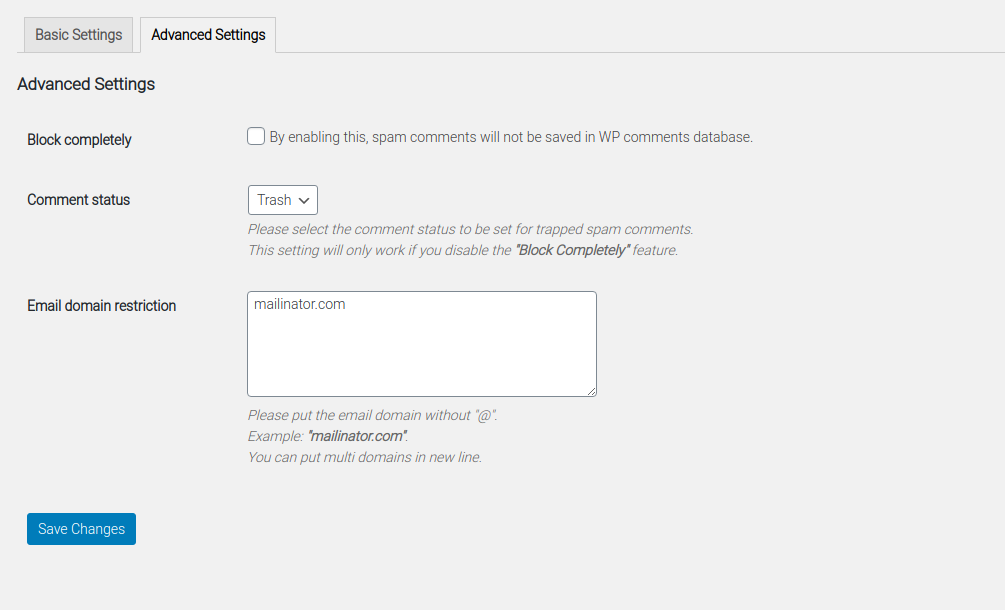 Basic Settings
Advanced Settings
Advanced Settings
Block completely
By enabling this, spam comments will not be saved in WP comments database.
Comment status
Trash
Please select the comment status to be set for trapped spam comments.
This setting will only work if you disable the "Block Completely" feature.
Email domain restriction
mailinator.com
Please put the email domain without "@".
Example: "mailinator.com".
You can put multi domains in new line.
Save Changes